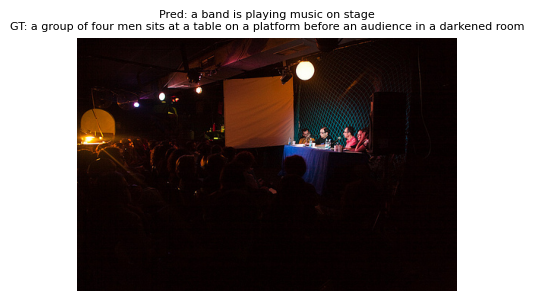 Pred: a band is playing music on stage
GT: a group of four men sits at a table on a platform before an audience in a darkened room